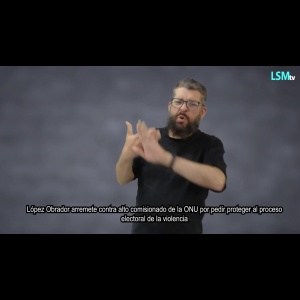 LSMtv
López Obrador arremete contra alto comisionado de la ONU por pedir proteger al proceso
electoral de la violencia